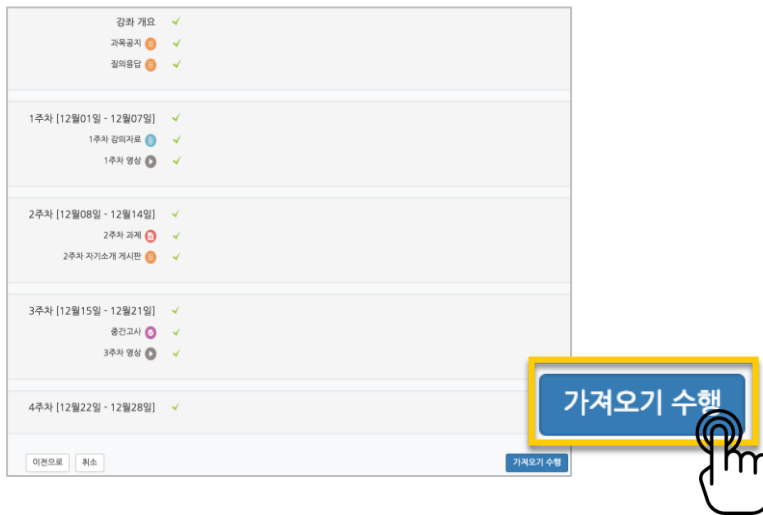 강좌 개요
과목공지
질의응답
1주차 [12월01일 - 12월07일]
1주차 강의자료
1주차 영상
2주차 [12월08일 - 12월14일]
2주차 과제
2주차 자기소개 게시판
3주차 [12월15일 - 12월21일]
중간고사
3주차 영상
4주차 [12월22일 - 12월28일]
가져오기 수행
이전으로 취소 가져오기 수행